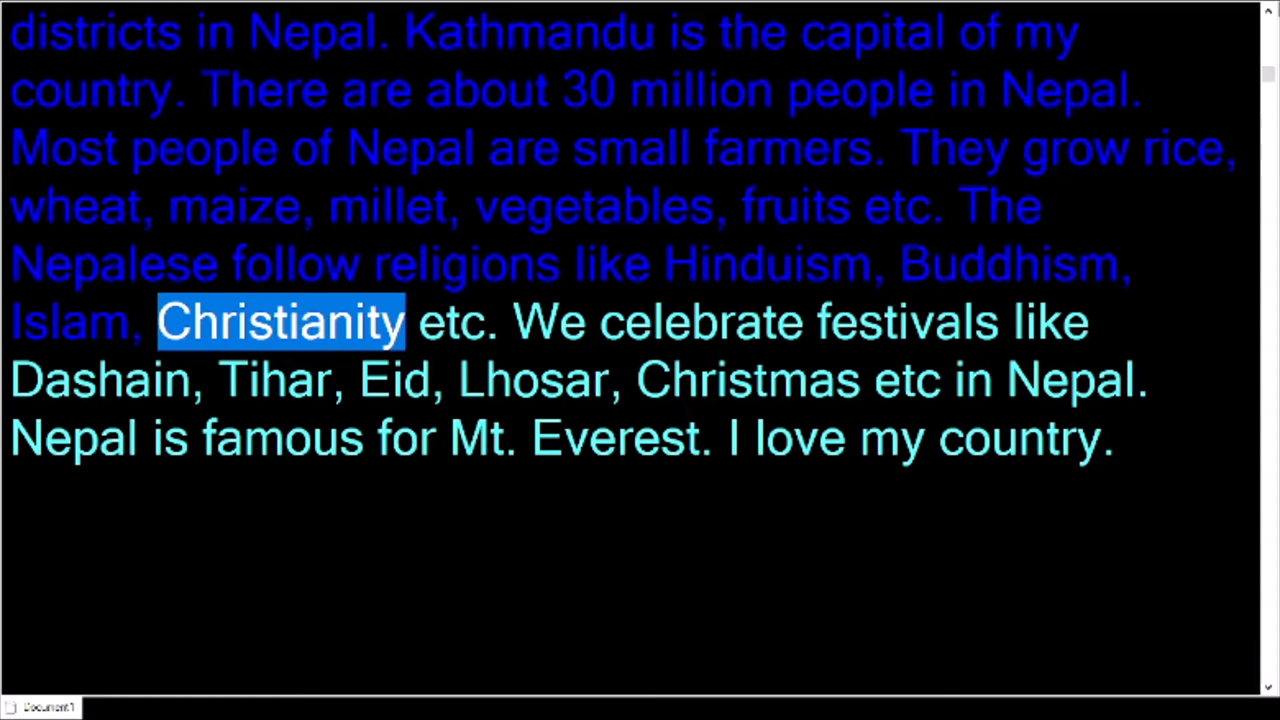 districts in Nepal. Kathmandu is the capital of my
country. There are about 30 million people in Nepal.
Most people of Nepal are small farmers. They grow rice,
wheat, maize, millet, vegetables, fruits etc. The
Nepalese follow religions like Hinduism, Buddhism,
Islam, Christianity etc. We celebrate festivals like
Dashain, Tihar, Eid, Lhosar, Christmas etc in Nepal.
Nepal is famous for Mt. Everest. I love my country.
Document1